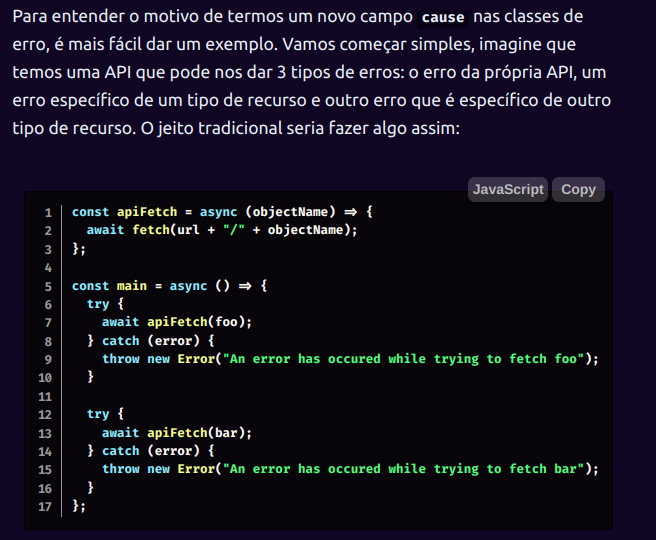 Para entender o motivo de termos um novo campo cause nas classes de
erro, é mais fácil dar um exemplo. Vamos começar simples, imagine que
temos uma API que pode nos dar 3 tipos de erros: o erro da própria API, um
erro específico de um tipo de recurso e outro erro que é específico de outro
tipo de recurso. O jeito tradicional seria fazer algo assim:
JavaScript Copy
1 const apiFetch = async (objectName) => {
2   await fetch(url + "/" + objectName);
3 };
4
5 const main = async () => {
6   try {
7     await apiFetch(foo);
8   } catch (error) {
9     throw new Error("An error has occured while trying to fetch foo");
10   }
11
12   try {
13     await apiFetch(bar);
14   } catch (error) {
15     throw new Error("An error has occured while trying to fetch bar");
16   }
17 };